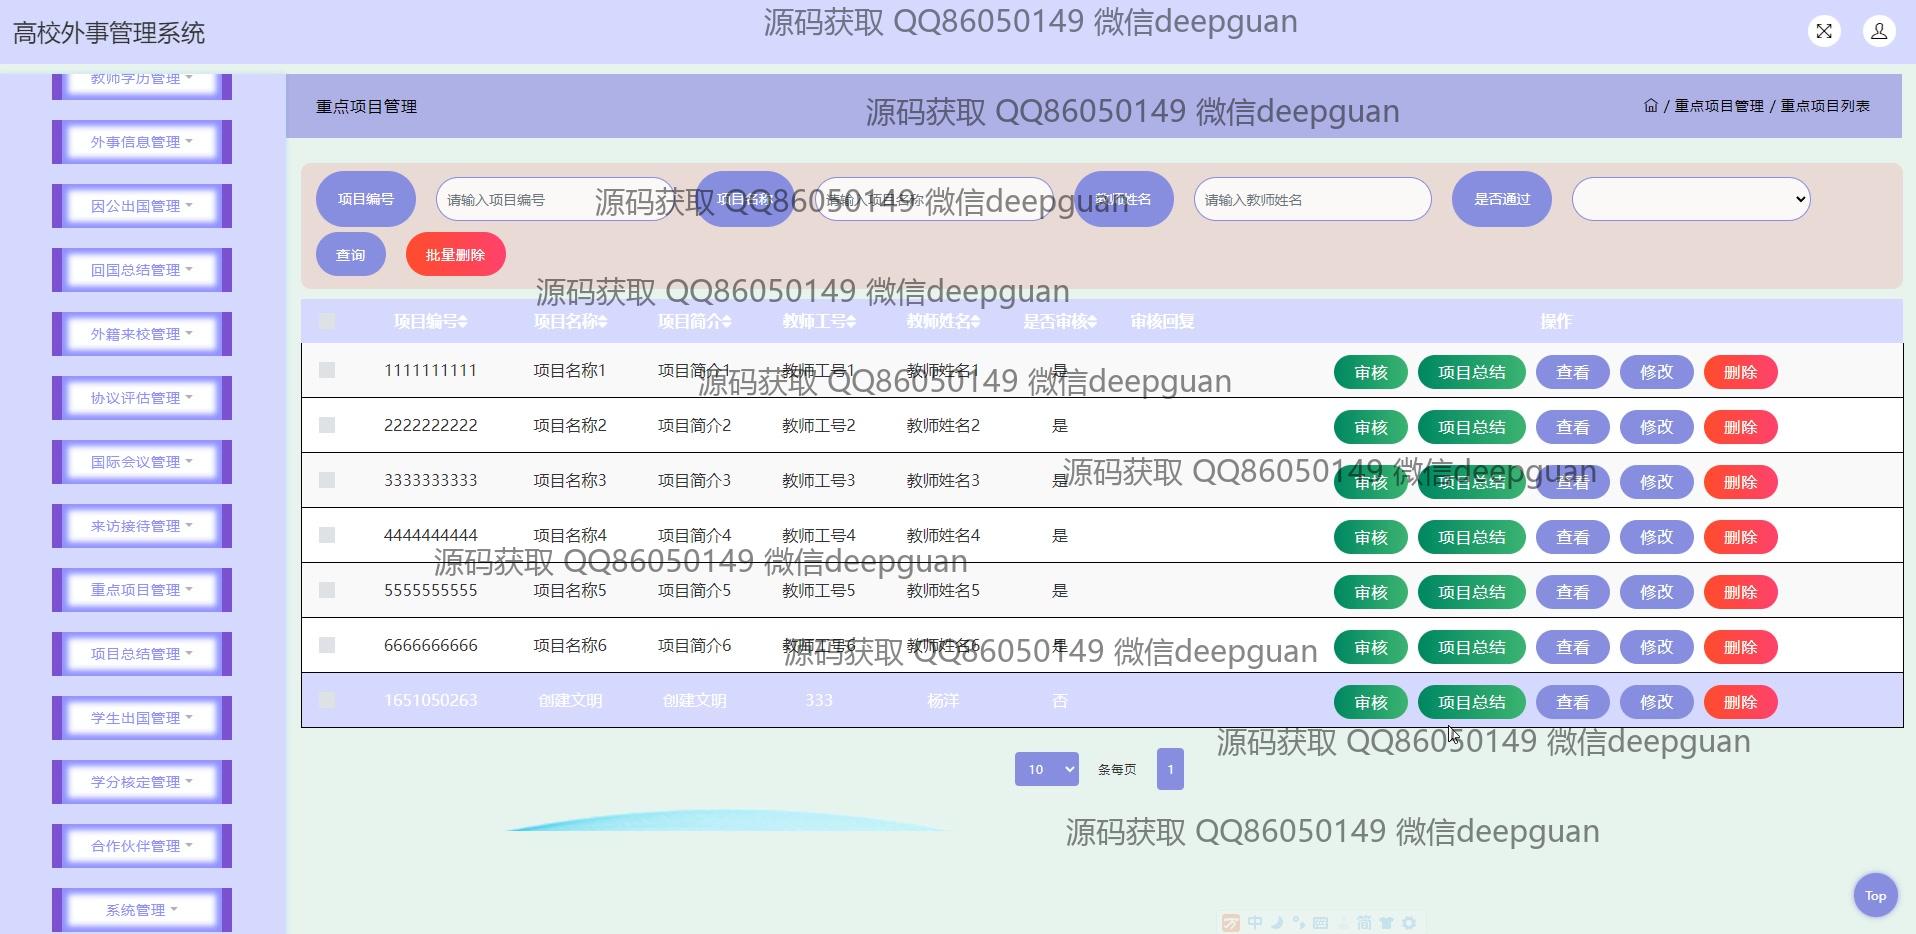 高校外事管理系统
源码获取 QQ86050149 微信deepguan
教师学历管理
外事信息管理
因公出国管理
回国总结管理
外籍来校管理
协议评估管理
国际会议管理
来访接待管理
重点项目管理
项目总结管理
学生出国管理
学分核定管理
合作伙伴管理
系统管理
重点项目管理
源码获取 QQ86050149 微信deepguan
/ 重点项目管理 / 重点项目列表
项目编号 请输入项目编号 项目名称 请输入项目名称 教师姓名 请输入教师姓名 是否通过
源码获取 QQ86050149 微信deepguan
查询 批量删除
源码获取 QQ86050149 微信deepguan
项目编号 项目名称 项目简介 教师工号 教师姓名 是否审核 审核回复 操作
1111111111 项目名称1 项目简介1 教师工号1 教师姓名1 是 审核 项目总结 查看 修改 删除
源码获取 QQ86050149 微信deepguan
2222222222 项目名称2 项目简介2 教师工号2 教师姓名2 是 审核 项目总结 查看 修改 删除
源码获取 QQ86050149 微信deepguan
3333333333 项目名称3 项目简介3 教师工号3 教师姓名3 是 审核 项目总结 查看 修改 删除
4444444444 项目名称4 项目简介4 教师工号4 教师姓名4 是 审核 项目总结 查看 修改 删除
源码获取 QQ86050149 微信deepguan
5555555555 项目名称5 项目简介5 教师工号5 教师姓名5 是 审核 项目总结 查看 修改 删除
6666666666 项目名称6 项目简介6 教师工号6 教师姓名6 是 审核 项目总结 查看 修改 删除
源码获取 QQ86050149 微信deepguan
1651050263 创建文明 创建文明 333 杨洋 否 审核 项目总结 查看 修改 删除
源码获取 QQ86050149 微信deepguan
10 条每页 1
源码获取 QQ86050149 微信deepguan
Top
中 简